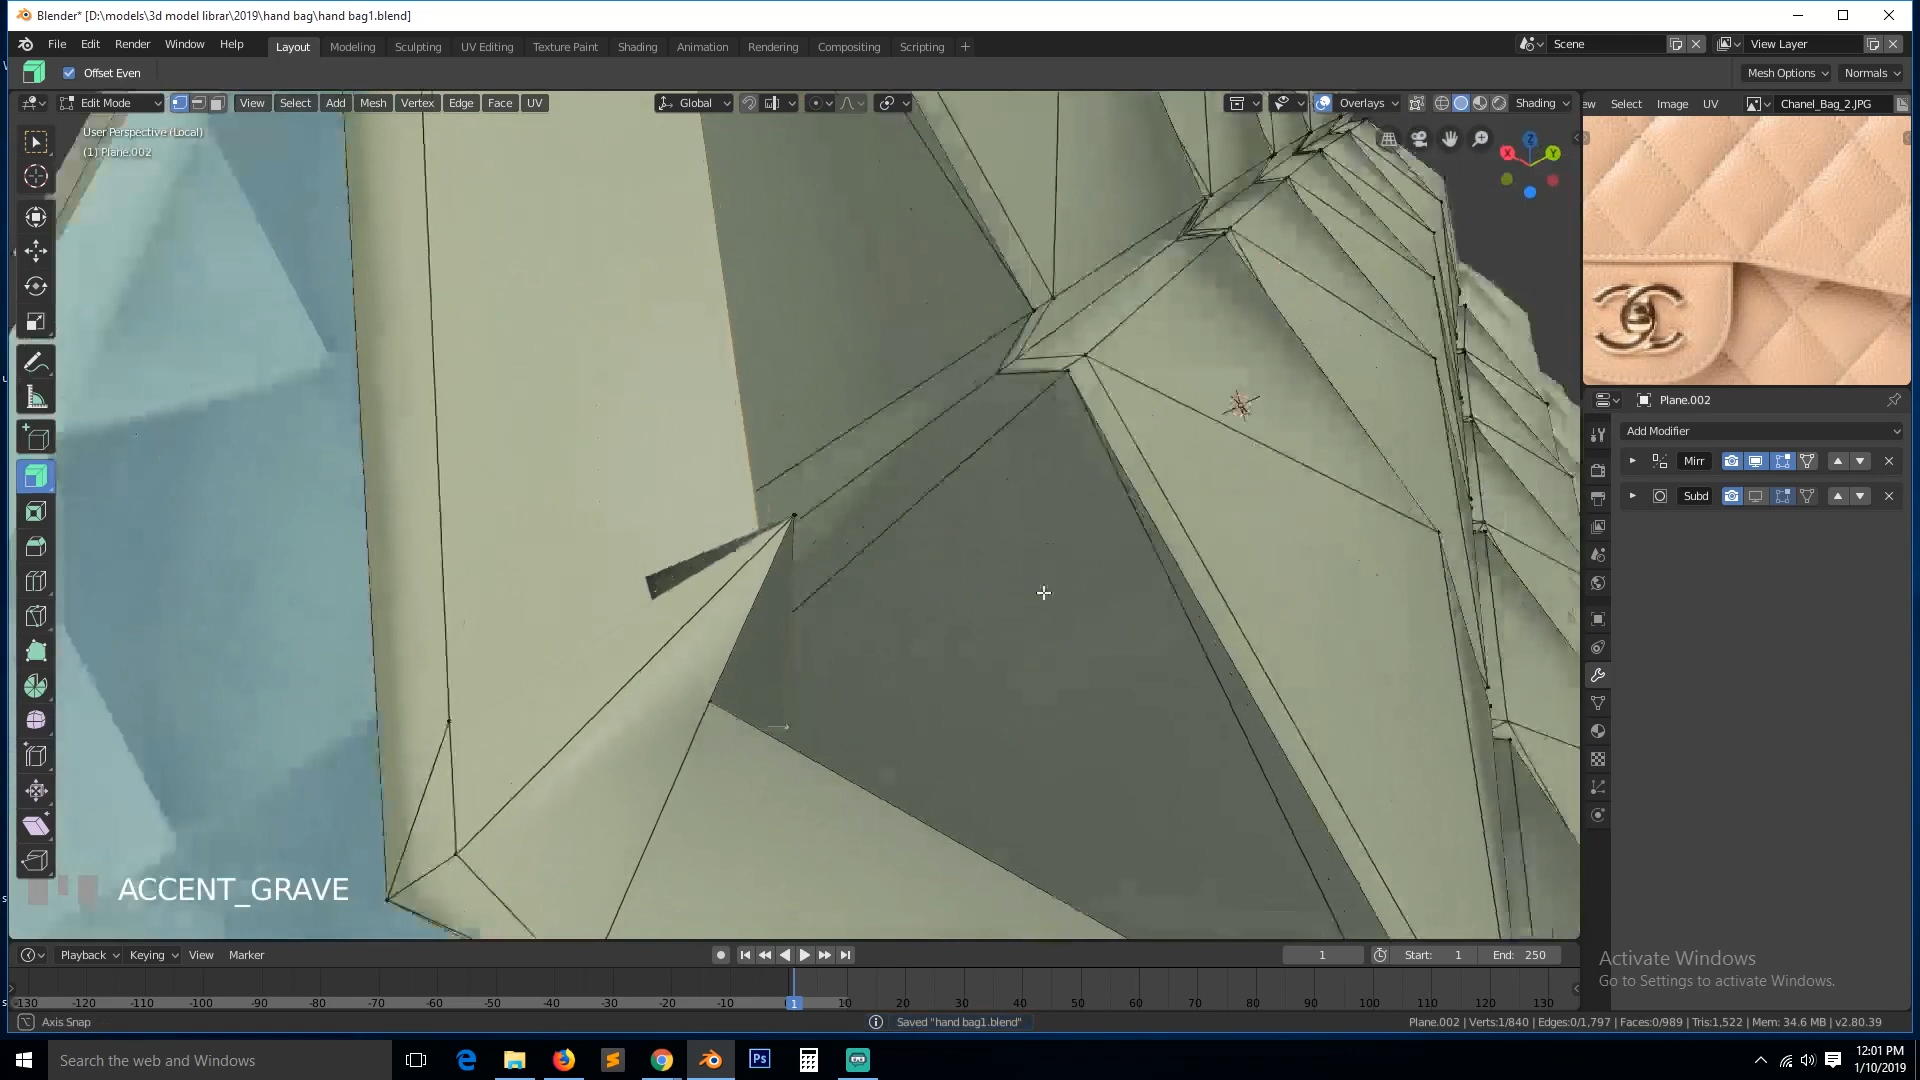 Blender* [D:\models\3d model librar\2019\hand bag\hand bag1.blend]
File Edit Render Window Help Layout Modeling Sculpting UV Editing Texture Paint Shading Animation Rendering Compositing Scripting Scene View Layer
Offset Even Mesh Options Normals
Edit Mode View Select Add Mesh Vertex Edge Face UV Global Overlays Shading ew Select Image UV Chanel_Bag_2.JPG
User Perspective (Local)
(1) Plane.002
Plane.002
Add Modifier
Mirr
Subd
ACCENT_GRAVE
Playback Keying View Marker 1 Start: 1 End: 250
-130 -120 -110 -100 -90 -80 -70 -60 -50 -40 -30 -20 -10 1 10 20 30 40 50 60 70 80 90 100 110 120 130
Activate Windows
Go to Settings to activate Windows.
Axis Snap Saved "hand bag1.blend" Plane.002 | Verts:1/840 | Edges:0/1,797 | Faces:0/989 | Tris:1,522 | Mem: 34.6 MB | v2.80.39
Search the web and Windows
12:01 PM
1/10/2019